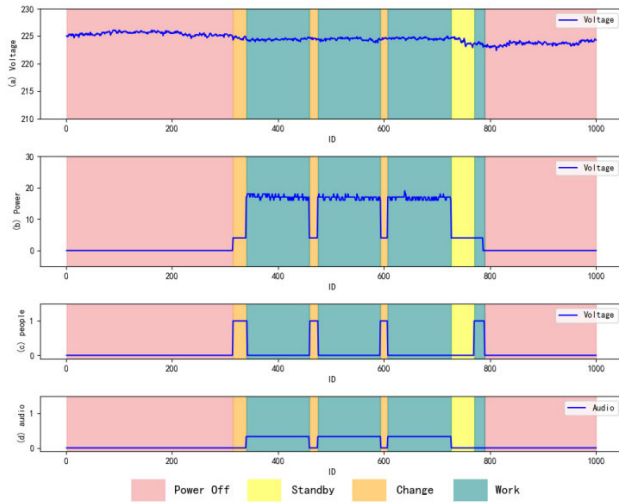 230
225
220
215
210
(a) Voltage
Voltage
0 200 400 600 800 1000
ID
30
20
10
0
(b) Power
Voltage
0 200 400 600 800 1000
ID
1
0
(c) people
Voltage
0 200 400 600 800 1000
ID
1
0
(d) audio
Audio
0 200 400 600 800 1000
ID
Power Off Standby Change Work